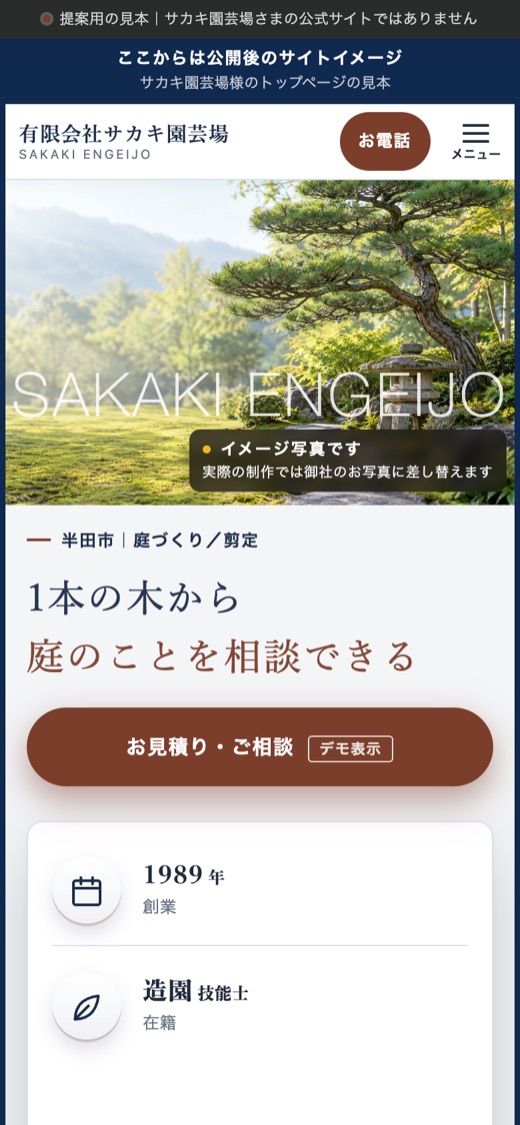 提案用の見本｜サカキ園芸場さまの公式サイトではありません
ここからは公開後のサイトイメージ
サカキ園芸場様のトップページの見本
有限会社サカキ園芸場
SAKAKI ENGEIJO
お電話
メニュー
SAKAKI ENGEIJO
イメージ写真です
実際の制作では御社のお写真に差し替えます
半田市｜庭づくり／剪定
1本の木から
庭のことを相談できる
お見積り・ご相談 デモ表示
1989年
創業
造園 技能士
在籍